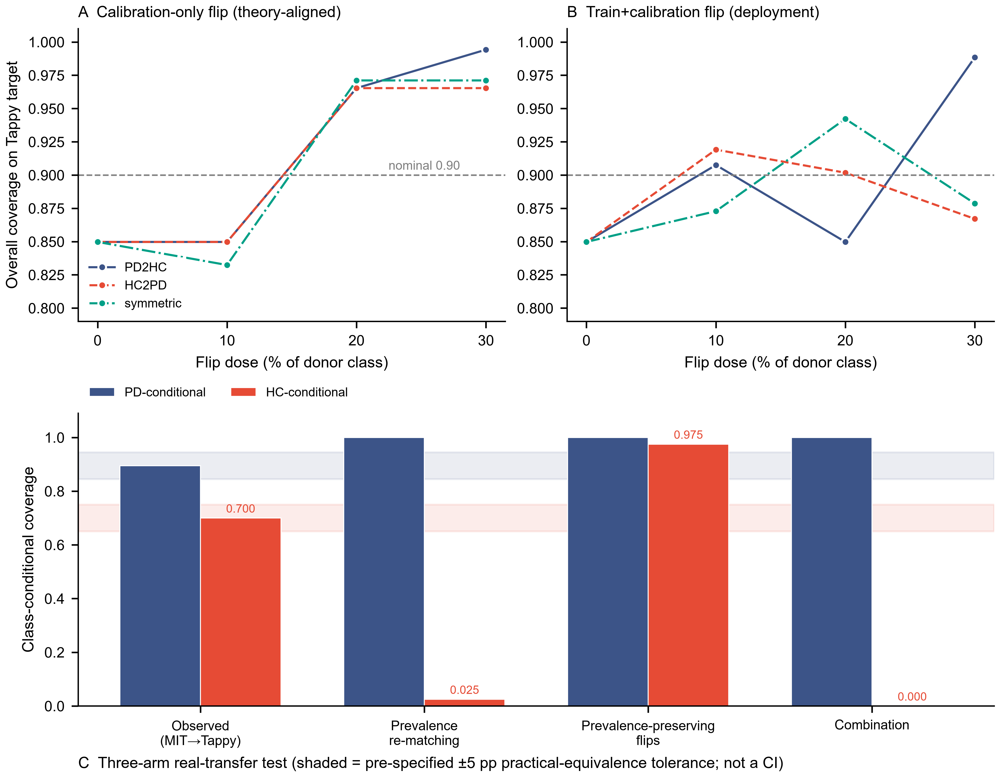 A Calibration-only flip (theory-aligned)
Overall coverage on Tappy target
1.000
0.975
0.950
0.925
0.900
0.875
0.850
0.825
0.800
nominal 0.90
PD2HC
HC2PD
symmetric
0 10 20 30
Flip dose (% of donor class)
B Train+calibration flip (deployment)
1.000
0.975
0.950
0.925
0.900
0.875
0.850
0.825
0.800
0 10 20 30
Flip dose (% of donor class)
PD-conditional HC-conditional
Class-conditional coverage
1.0
0.8
0.6
0.4
0.2
0.0
0.700
0.025
0.975
0.000
Observed
(MIT→Tappy)
Prevalence
re-matching
Prevalence-preserving
flips
Combination
C Three-arm real-transfer test (shaded = pre-specified ±5 pp practical-equivalence tolerance; not a CI)